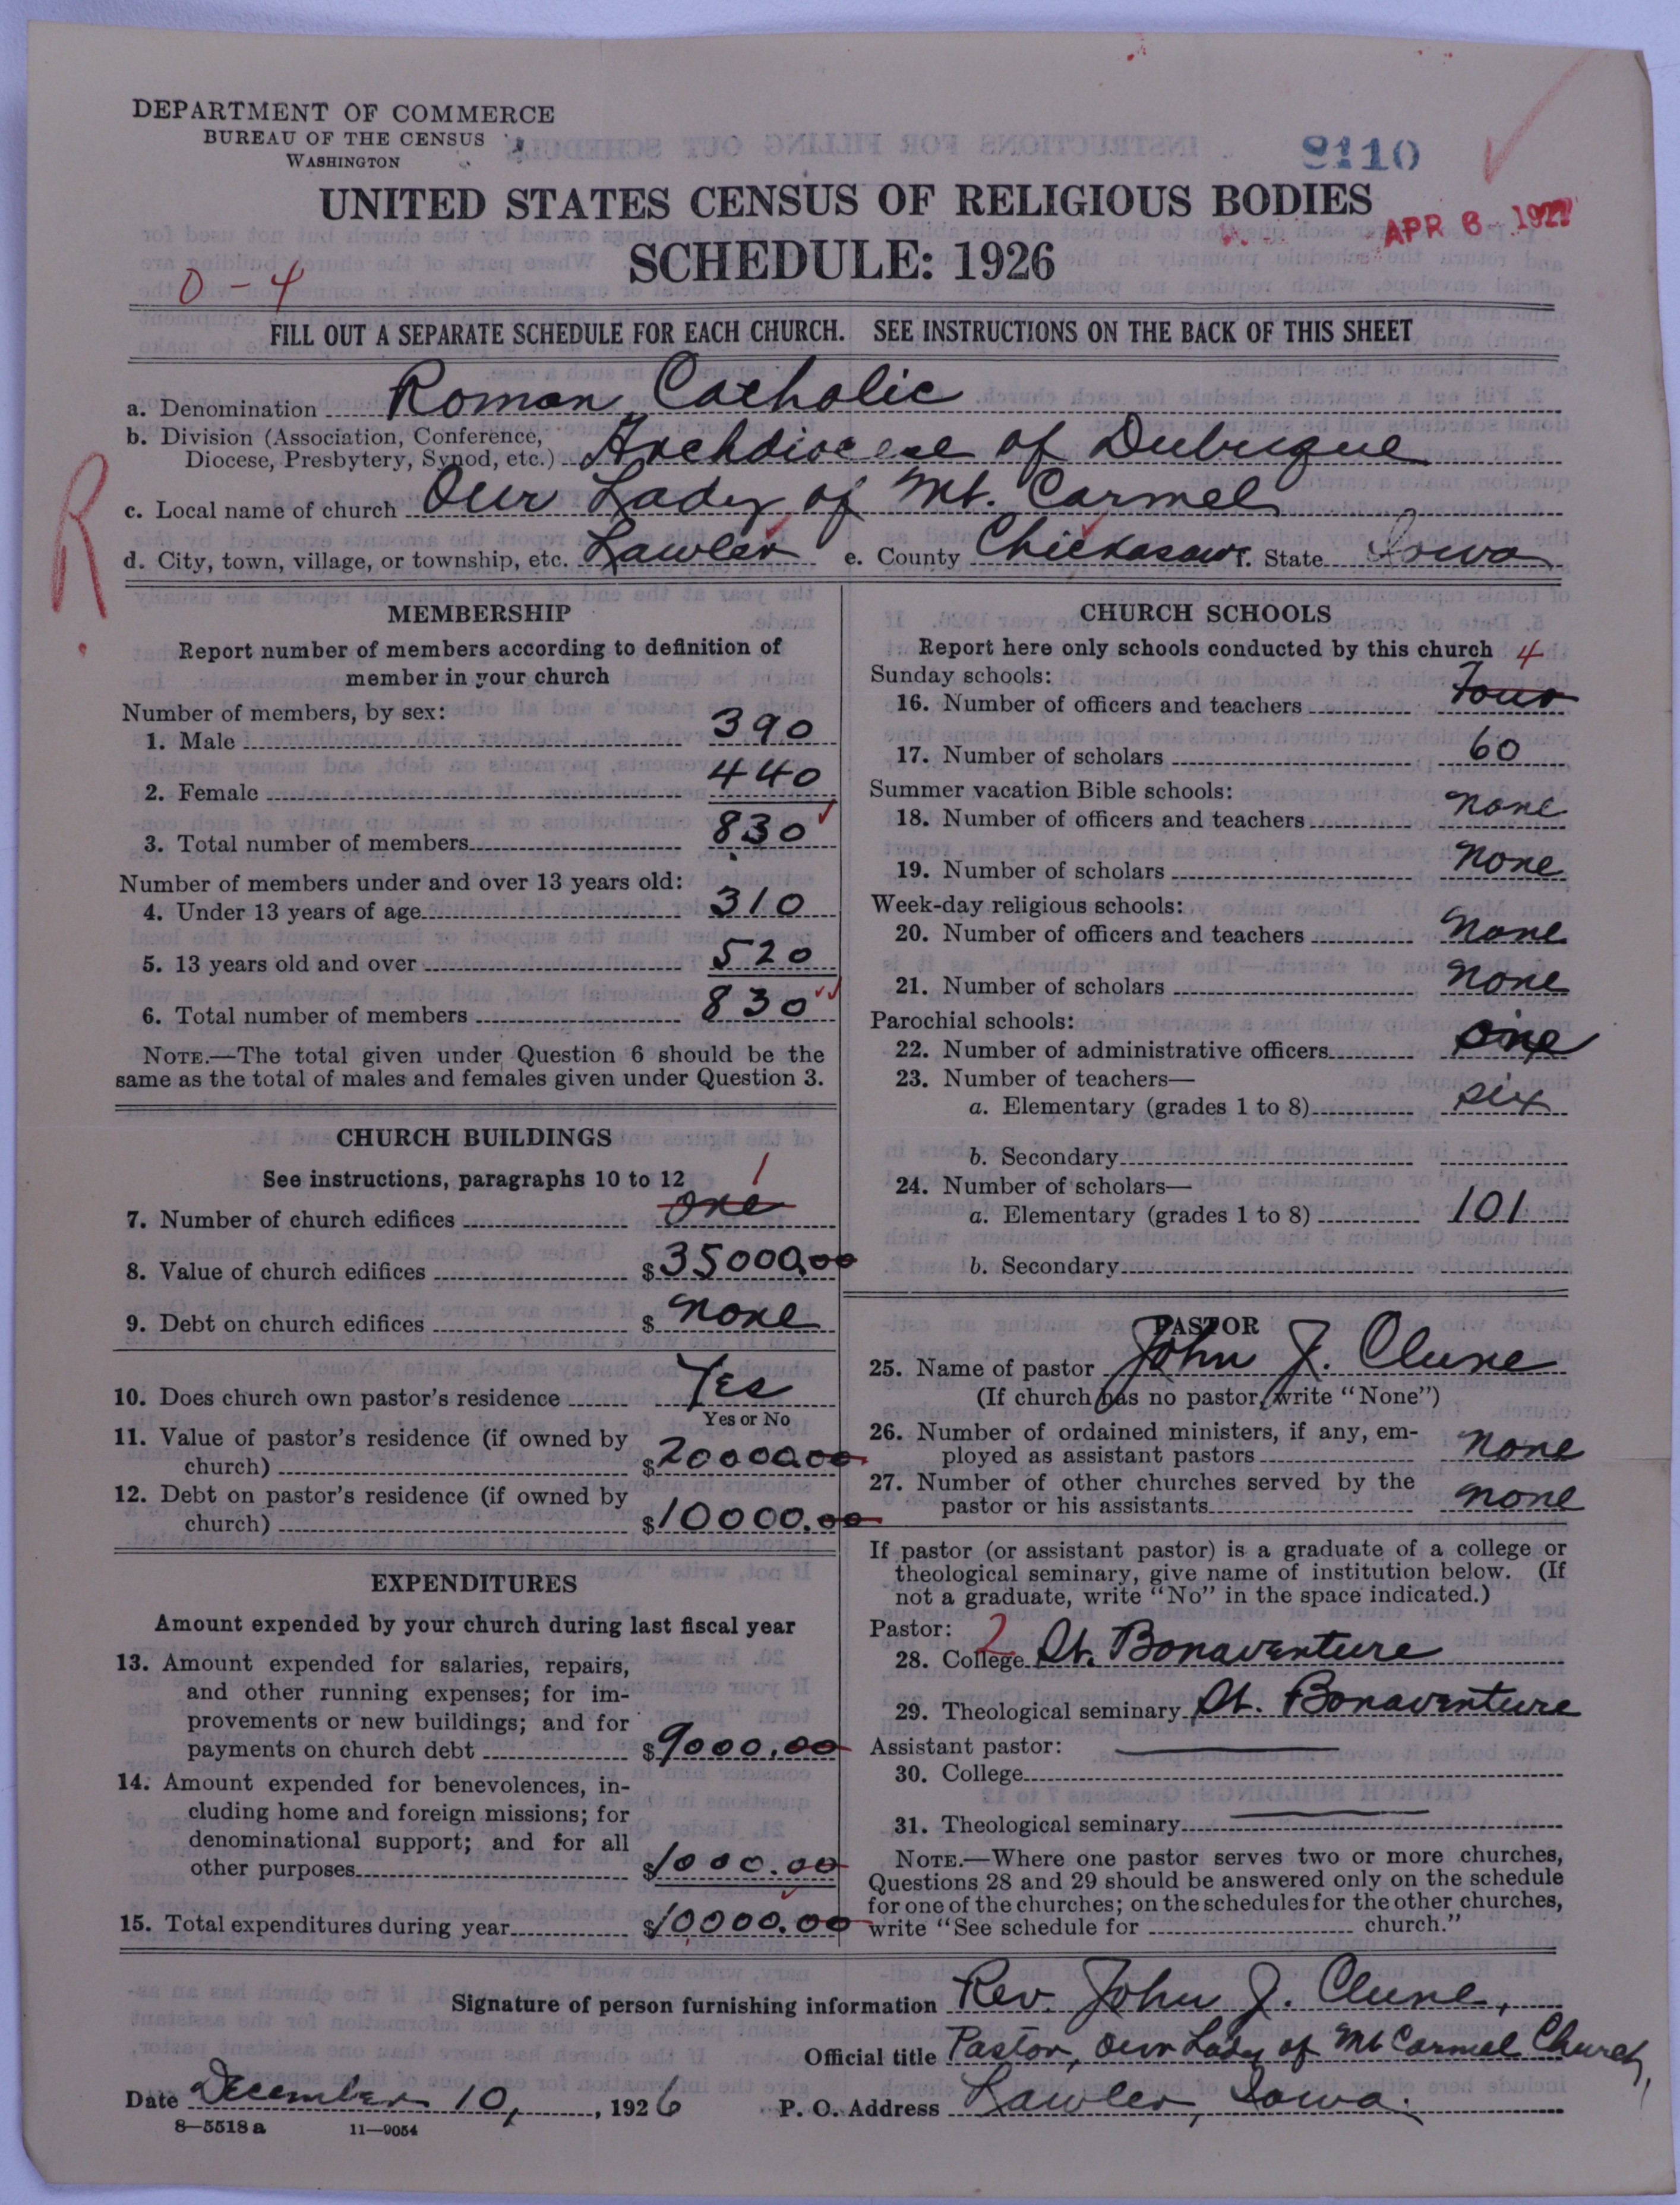 DEPARTMENT OF COMMERCE
BUREAU OF THE CENSUS
WASHINGTON
9110
UNITED STATES CENSUS OF RELIGIOUS BODIES
APR 6 1927
SCHEDULE: 1926
0-4
FILL OUT A SEPARATE SCHEDULE FOR EACH CHURCH. SEE INSTRUCTIONS ON THE BACK OF THIS SHEET
a. Denomination Roman Catholic
b. Division (Association, Conference,
Diocese, Presbytery, Synod, etc.) Archdiocese of Dubuque
R.
c. Local name of church Our Lady of Mt. Carmel
d. City, town, village, or township, etc. Lawler e. County Chickasaw f. State Iowa
MEMBERSHIP
Report number of members according to definition of
member in your church
Number of members, by sex:
1. Male 390
2. Female 440
3. Total number of members 830
Number of members under and over 13 years old:
4. Under 13 years of age 310
5. 13 years old and over 520
6. Total number of members 830
NOTE.—The total given under Question 6 should be the
same as the total of males and females given under Question 3.
CHURCH BUILDINGS
See instructions, paragraphs 10 to 12
1
7. Number of church edifices one
8. Value of church edifices $35000.00
9. Debt on church edifices $ none
10. Does church own pastor's residence Yes
Yes or No
11. Value of pastor's residence (if owned by
church) $20000.00
12. Debt on pastor's residence (if owned by
church) $10000.00
EXPENDITURES
Amount expended by your church during last fiscal year
13. Amount expended for salaries, repairs,
and other running expenses; for im-
provements or new buildings; and for
payments on church debt $9000.00
14. Amount expended for benevolences, in-
cluding home and foreign missions; for
denominational support; and for all
other purposes $1000.00
15. Total expenditures during year $10000.00
CHURCH SCHOOLS
Report here only schools conducted by this church
4
Sunday schools:
16. Number of officers and teachers Four
17. Number of scholars 60
Summer vacation Bible schools:
18. Number of officers and teachers none
19. Number of scholars none
Week-day religious schools:
20. Number of officers and teachers none
21. Number of scholars none
Parochial schools:
22. Number of administrative officers one
23. Number of teachers—
a. Elementary (grades 1 to 8) six
b. Secondary
24. Number of scholars—
a. Elementary (grades 1 to 8) 101
b. Secondary
PASTOR
25. Name of pastor John J. Clune
(If church has no pastor, write "None")
26. Number of ordained ministers, if any, em-
ployed as assistant pastors none
27. Number of other churches served by the
pastor or his assistants none
If pastor (or assistant pastor) is a graduate of a college or
theological seminary, give name of institution below. (If
not a graduate, write "No" in the space indicated.)
Pastor: 2
28. College St. Bonaventure
29. Theological seminary St. Bonaventure
Assistant pastor:
30. College
31. Theological seminary
NOTE.—Where one pastor serves two or more churches,
Questions 28 and 29 should be answered only on the schedule
for one of the churches; on the schedules for the other churches,
write "See schedule for church."
Signature of person furnishing information Rev. John J. Clune,
Official title Pastor, Our Lady of Mt Carmel Church,
Date December 10, 1926 P. O. Address Lawler, Iowa.
8—5518 a 11—9054